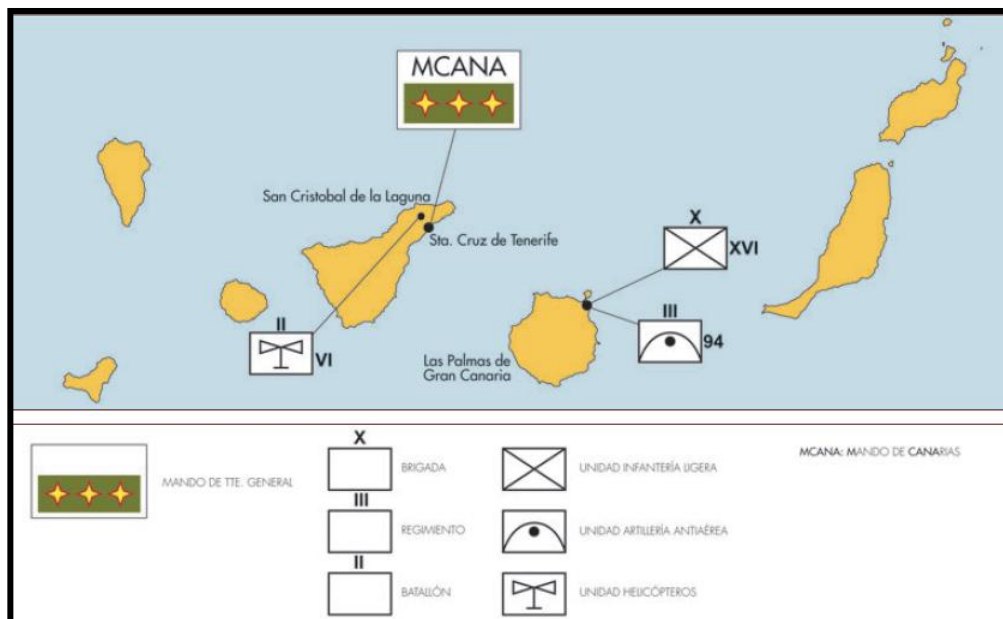 MCANA
San Cristobal de la Laguna
Sta. Cruz de Tenerife
X
XVI
III
94
II
VI
Las Palmas de
Gran Canaria
MANDO DE TTE. GENERAL
X
BRIGADA
III
REGIMIENTO
II
BATALLÓN
UNIDAD INFANTERÍA LIGERA
UNIDAD ARTILLERÍA ANTIAÉREA
UNIDAD HELICÓPTEROS
MCANA: MANDO DE CANARIAS